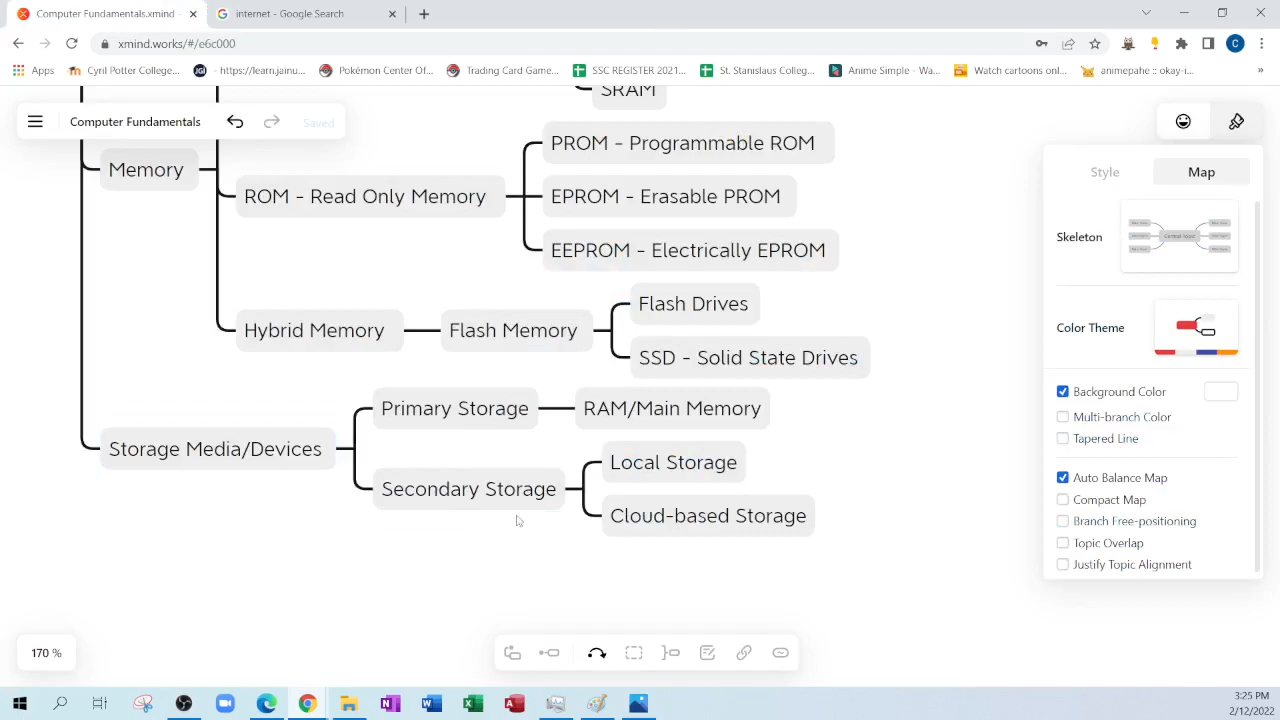 Computer Fundamentals.xmind -
internet - Google Search
xmind.works/#/e6c000
C
Apps
Cyril Potter College...
JGI
- https://learn.jainu...
Pokémon Center Of...
Trading Card Game...
SSC REGISTER 2021...
St. Stanislaus Colleg...
Anime Simple - Wa...
Watch cartoons onl...
animepahe :: okay-i...
»
SRAM
Computer Fundamentals
Saved
PROM - Programmable ROM
Memory
ROM - Read Only Memory
EPROM - Erasable PROM
EEPROM - Electrically EPROM
Flash Drives
Hybrid Memory
Flash Memory
SSD - Solid State Drives
Primary Storage
RAM/Main Memory
Storage Media/Devices
Local Storage
Secondary Storage
Cloud-based Storage
Style
Map
Skeleton
Color Theme
Background Color
Multi-branch Color
Tapered Line
Auto Balance Map
Compact Map
Branch Free-positioning
Topic Overlap
Justify Topic Alignment
170 %
3:25 PM
2/12/2022